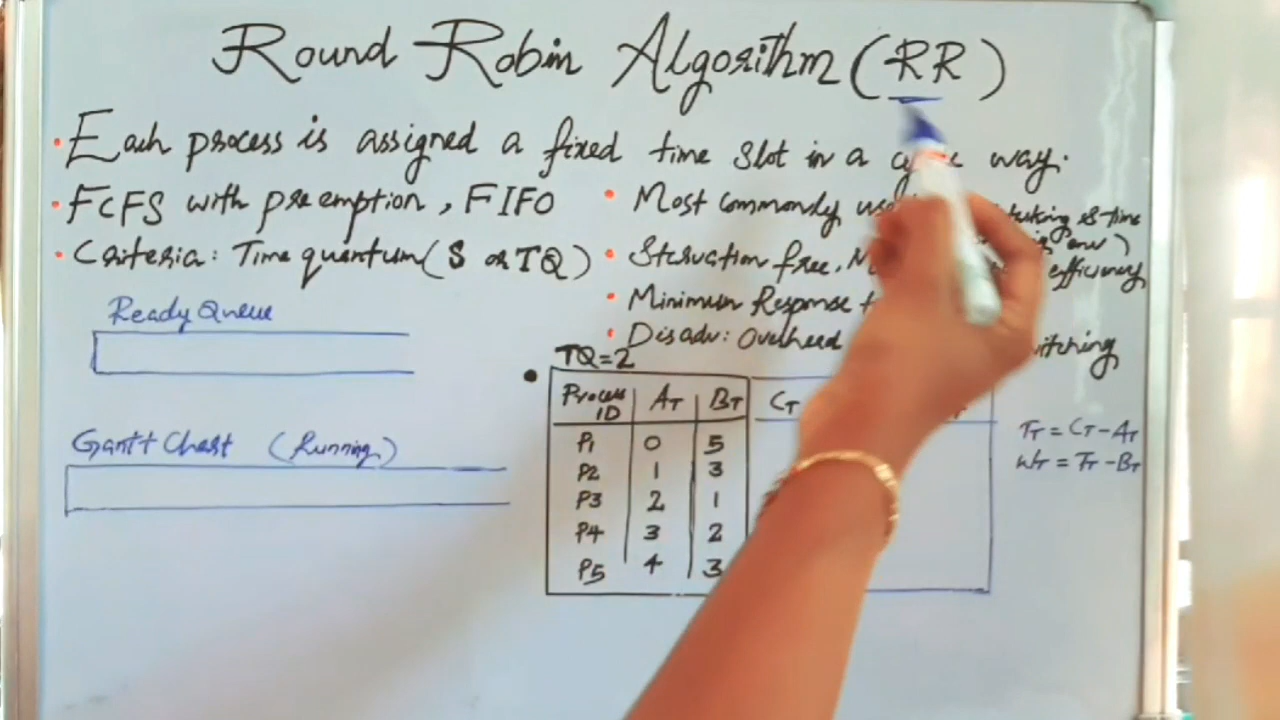 Round Robin Algorithm (RR)
• Each process is assigned a fixed time slot in a way.
• FCFS with preemption, FIFO
• Criteria: Time quantum (S or TQ)
• Most commonly
• Starvation free, efficiency
• Minimum Response
• Disadv: Overhead
Ready Queue
Gantt Chart (Running)
• TQ=2
Process ID AT BT CT
P1 0 5
P2 1 3
P3 2 1
P4 3 2
P5 4 3
TT = CT - AT
WT = TT - BT